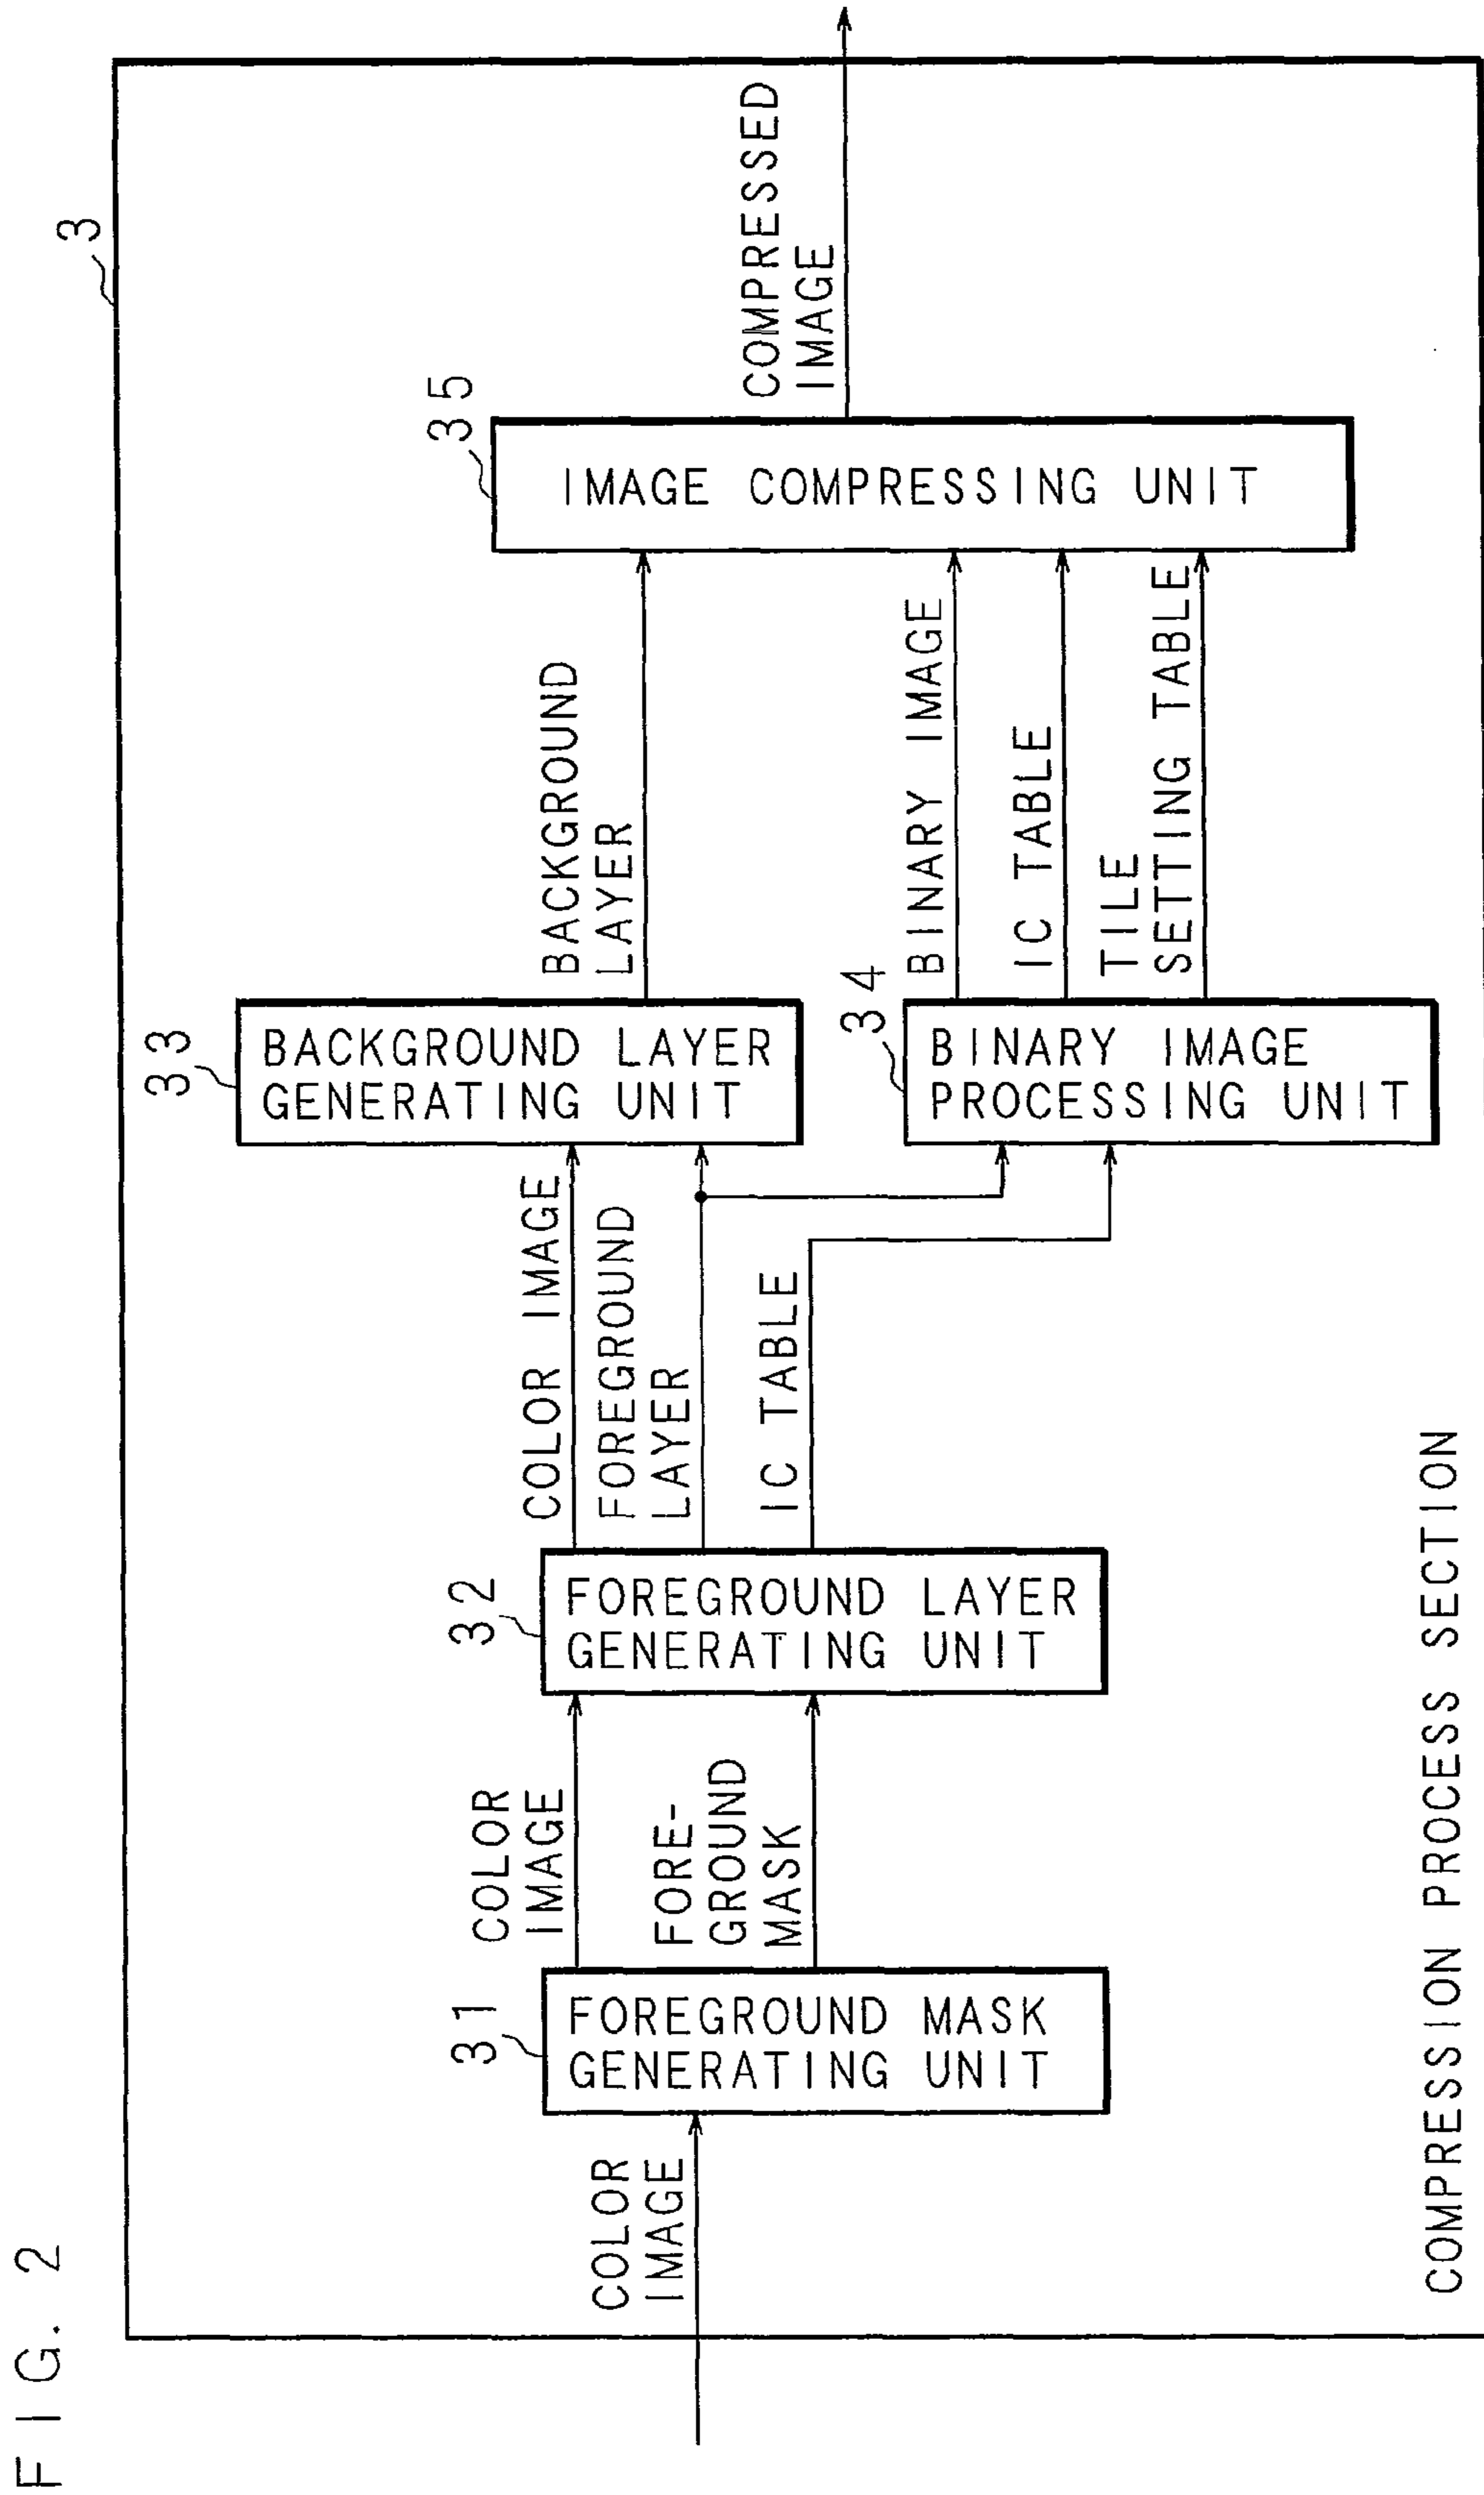 FIG. 2
3
COLOR
IMAGE
31
FOREGROUND MASK
GENERATING UNIT
COLOR
IMAGE
FORE-
GROUND
MASK
32
FOREGROUND LAYER
GENERATING UNIT
COLOR IMAGE
FOREGROUND
LAYER
IC TABLE
33
BACKGROUND LAYER
GENERATING UNIT
34
BINARY IMAGE
PROCESSING UNIT
BACKGROUND
LAYER
BINARY IMAGE
IC TABLE
TILE
SETTING TABLE
35
IMAGE COMPRESSING UNIT
COMPRESSED
IMAGE
COMPRESSION PROCESS SECTION